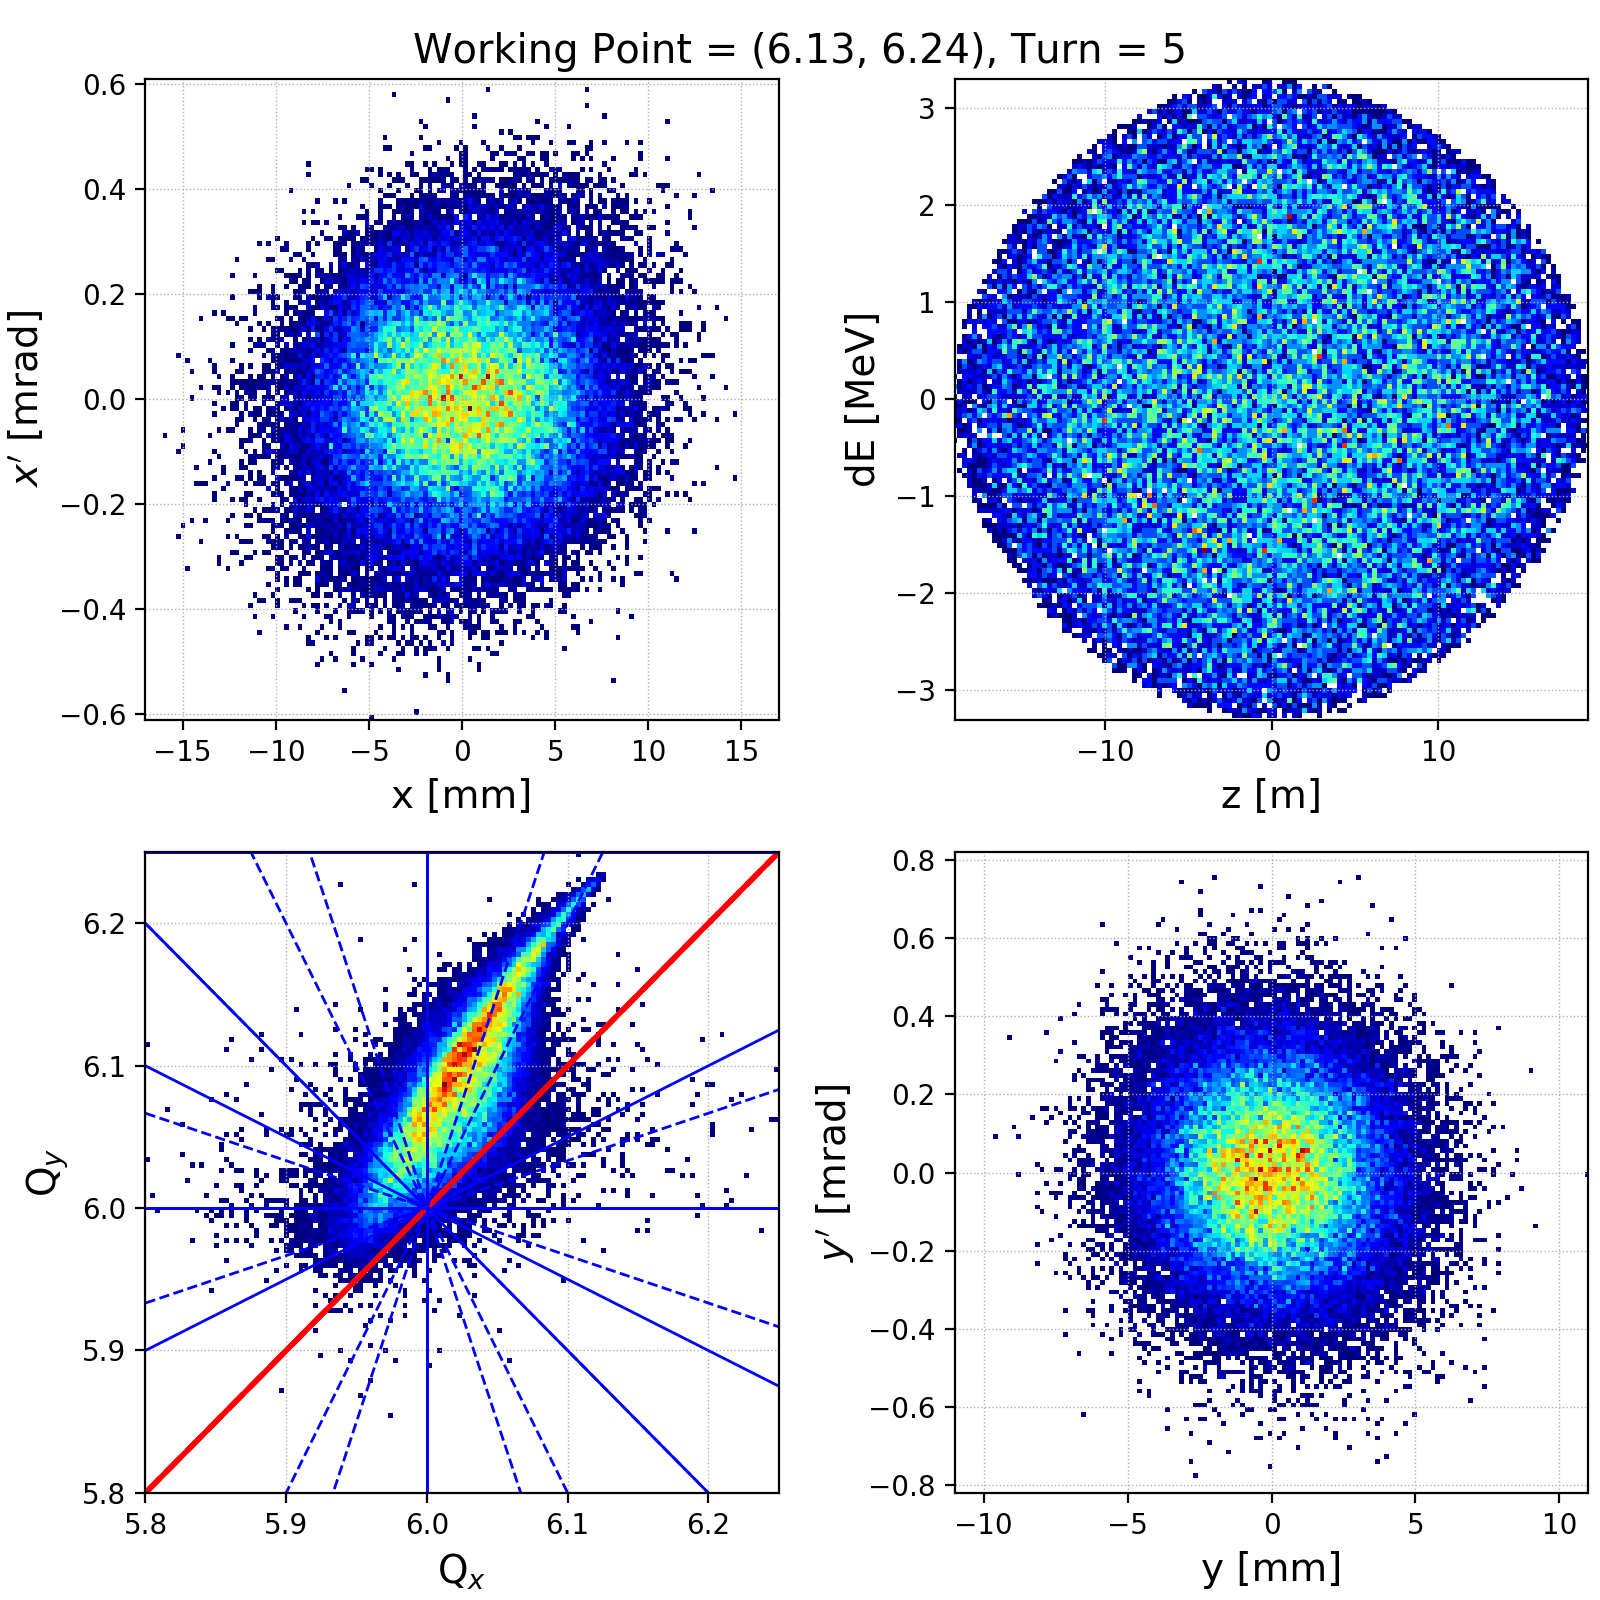 Working Point = (6.13, 6.24), Turn = 5
0.6
0.4
0.2
0.0
−0.2
−0.4
−0.6
x′ [mrad]
−15 −10 −5 0 5 10 15
x [mm]
3
2
1
0
−1
−2
−3
dE [MeV]
−10 0 10
z [m]
6.2
6.1
6.0
5.9
5.8
Qy
5.8 5.9 6.0 6.1 6.2
Qx
0.8
0.6
0.4
0.2
0.0
−0.2
−0.4
−0.6
−0.8
y′ [mrad]
−10 −5 0 5 10
y [mm]